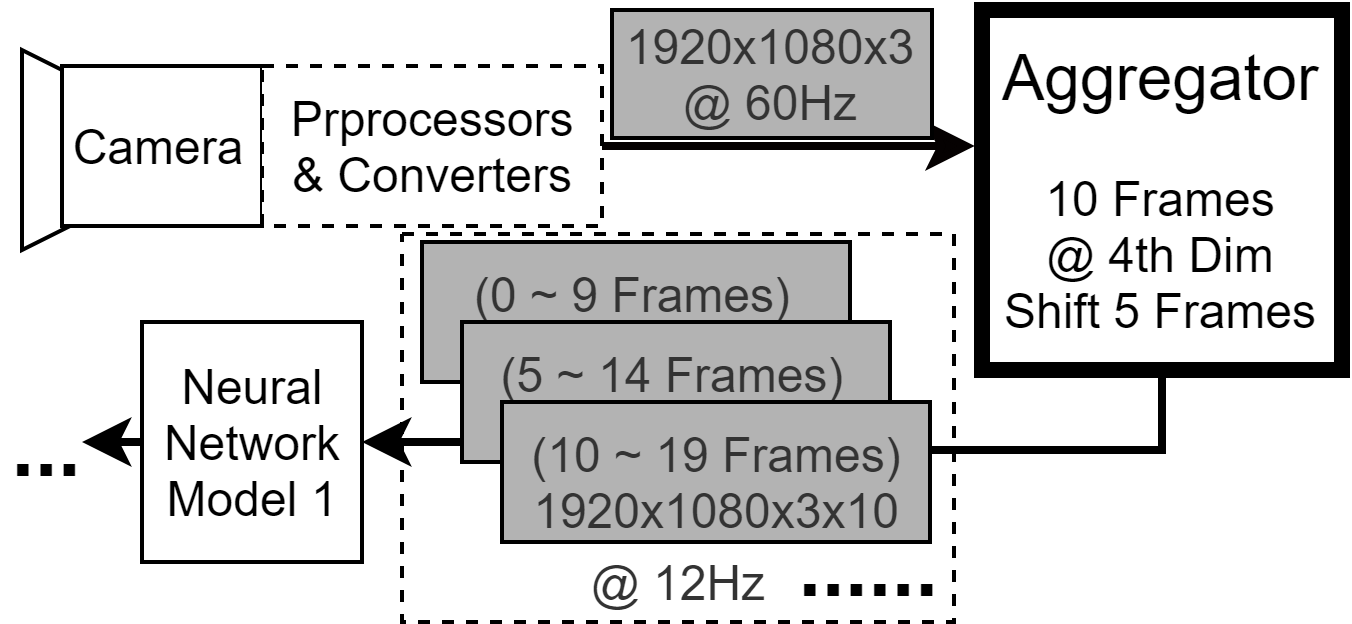 Camera
Prprocessors
& Converters
1920x1080x3
@ 60Hz
Aggregator
10 Frames
@ 4th Dim
Shift 5 Frames
(0 ~ 9 Frames)
(5 ~ 14 Frames)
(10 ~ 19 Frames)
1920x1080x3x10
@ 12Hz ......
Neural
Network
Model 1
...